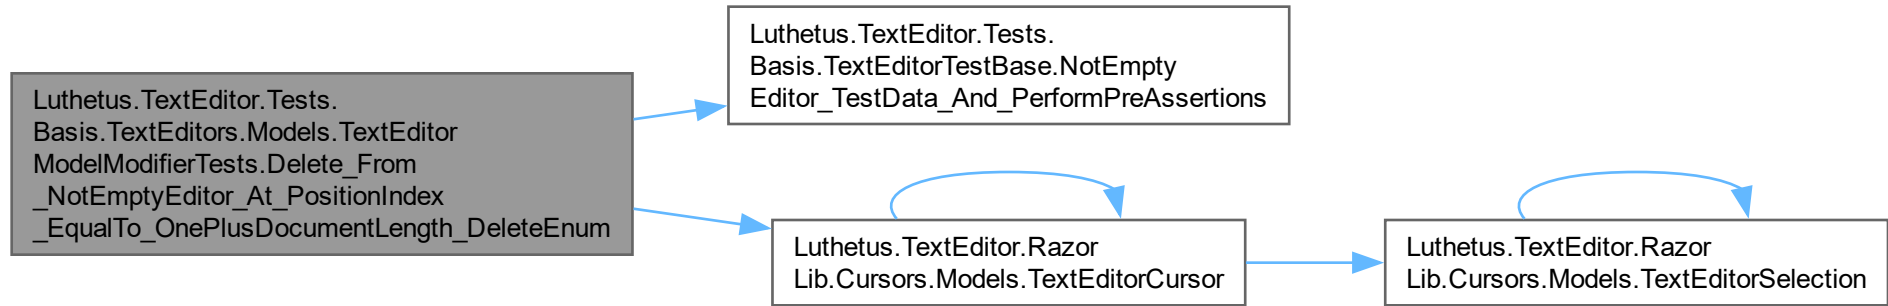 Luthetus.TextEditor.Tests.
Basis.TextEditors.Models.TextEditor
ModelModifierTests.Delete_From
_NotEmptyEditor_At_PositionIndex
_EqualTo_OnePlusDocumentLength_DeleteEnum
Luthetus.TextEditor.Tests.
Basis.TextEditorTestBase.NotEmpty
Editor_TestData_And_PerformPreAssertions
Luthetus.TextEditor.Razor
Lib.Cursors.Models.TextEditorCursor
Luthetus.TextEditor.Razor
Lib.Cursors.Models.TextEditorSelection